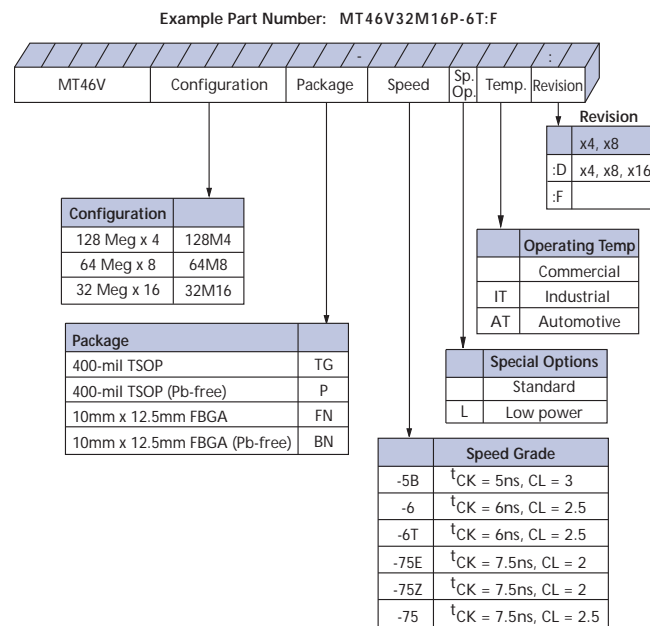 Example Part Number: MT46V32M16P-6T:F
- :
MT46V Configuration Package Speed Sp. Op. Temp. Revision
Revision
x4, x8
:D x4, x8, x16
:F
Configuration
128 Meg x 4 128M4
64 Meg x 8 64M8
32 Meg x 16 32M16
Operating Temp
Commercial
IT Industrial
AT Automotive
Package
400-mil TSOP TG
400-mil TSOP (Pb-free) P
10mm x 12.5mm FBGA FN
10mm x 12.5mm FBGA (Pb-free) BN
Special Options
Standard
L Low power
Speed Grade
-5B tCK = 5ns, CL = 3
-6 tCK = 6ns, CL = 2.5
-6T tCK = 6ns, CL = 2.5
-75E tCK = 7.5ns, CL = 2
-75Z tCK = 7.5ns, CL = 2
-75 tCK = 7.5ns, CL = 2.5